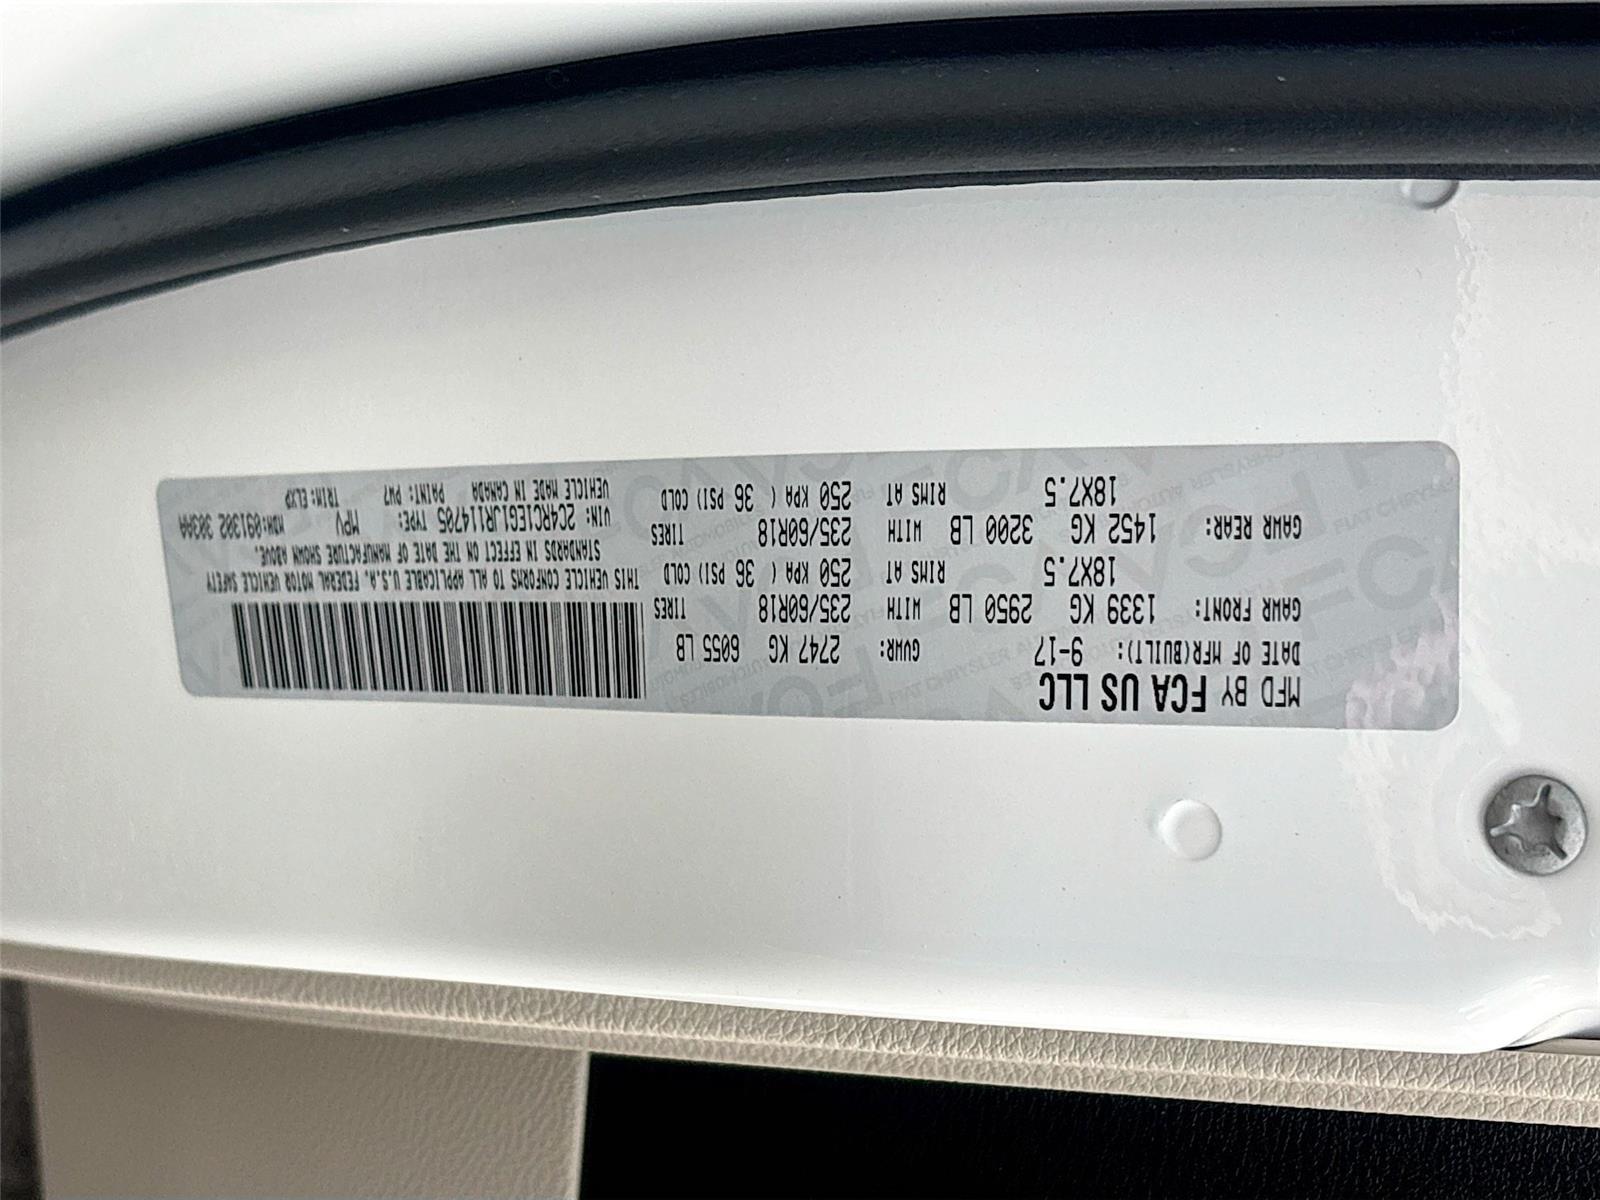 MFD BY FCA US LLC
DATE OF MFR(BUILT): 9-17 GVWR: 2747 KG 6055 LB
GAWR FRONT: 1339 KG 2950 LB WITH 235/60R18 TIRES
18X7.5 RIMS AT 250 KPA ( 36 PSI) COLD
GAWR REAR: 1452 KG 3200 LB WITH 235/60R18 TIRES
18X7.5 RIMS AT 250 KPA ( 36 PSI) COLD
THIS VEHICLE CONFORMS TO ALL APPLICABLE U.S.A. FEDERAL MOTOR VEHICLE SAFETY
STANDARDS IN EFFECT ON THE DATE OF MANUFACTURE SHOWN ABOVE.
VIN: 2C4RC1EG1JR114705 TYPE: MPV MDH:091302 303AA
VEHICLE MADE IN CANADA PAINT: PW7 TRIM: ELXP